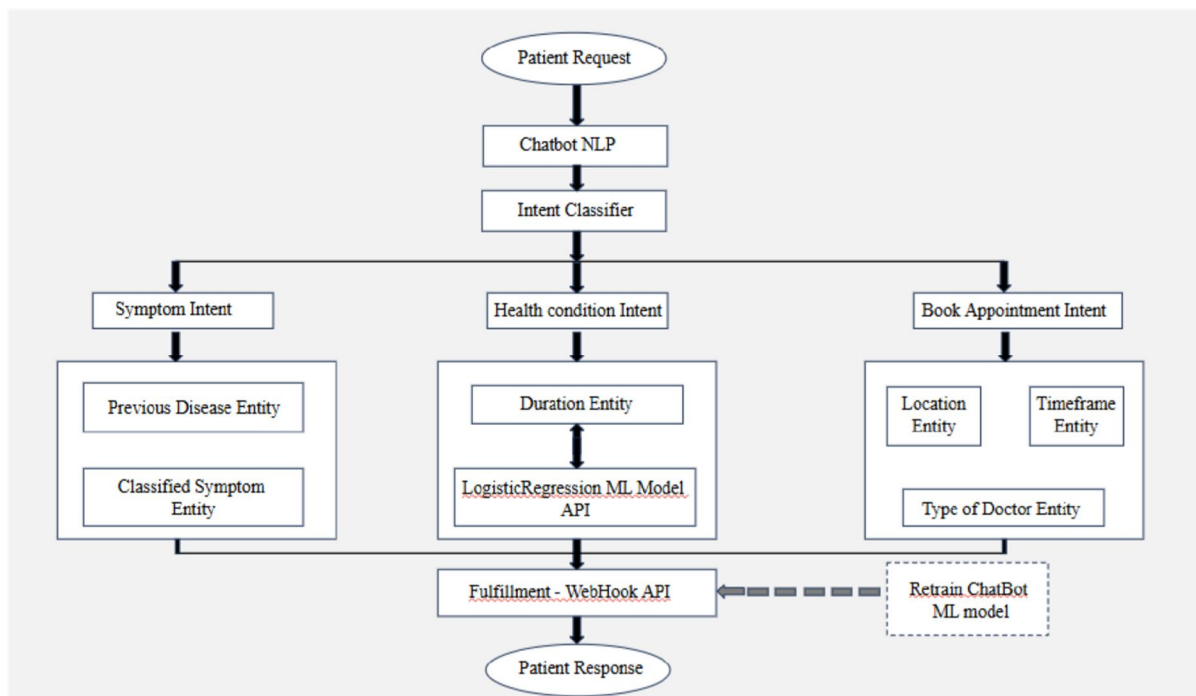 Patient Request
Chatbot NLP
Intent Classifier
Symptom Intent
Health condition Intent
Book Appointment Intent
Previous Disease Entity
Classified Symptom
Entity
Duration Entity
LogisticRegression ML Model
API
Location
Entity
Timeframe
Entity
Type of Doctor Entity
Fulfillment - WebHook API
Retrain ChatBot
ML model
Patient Response